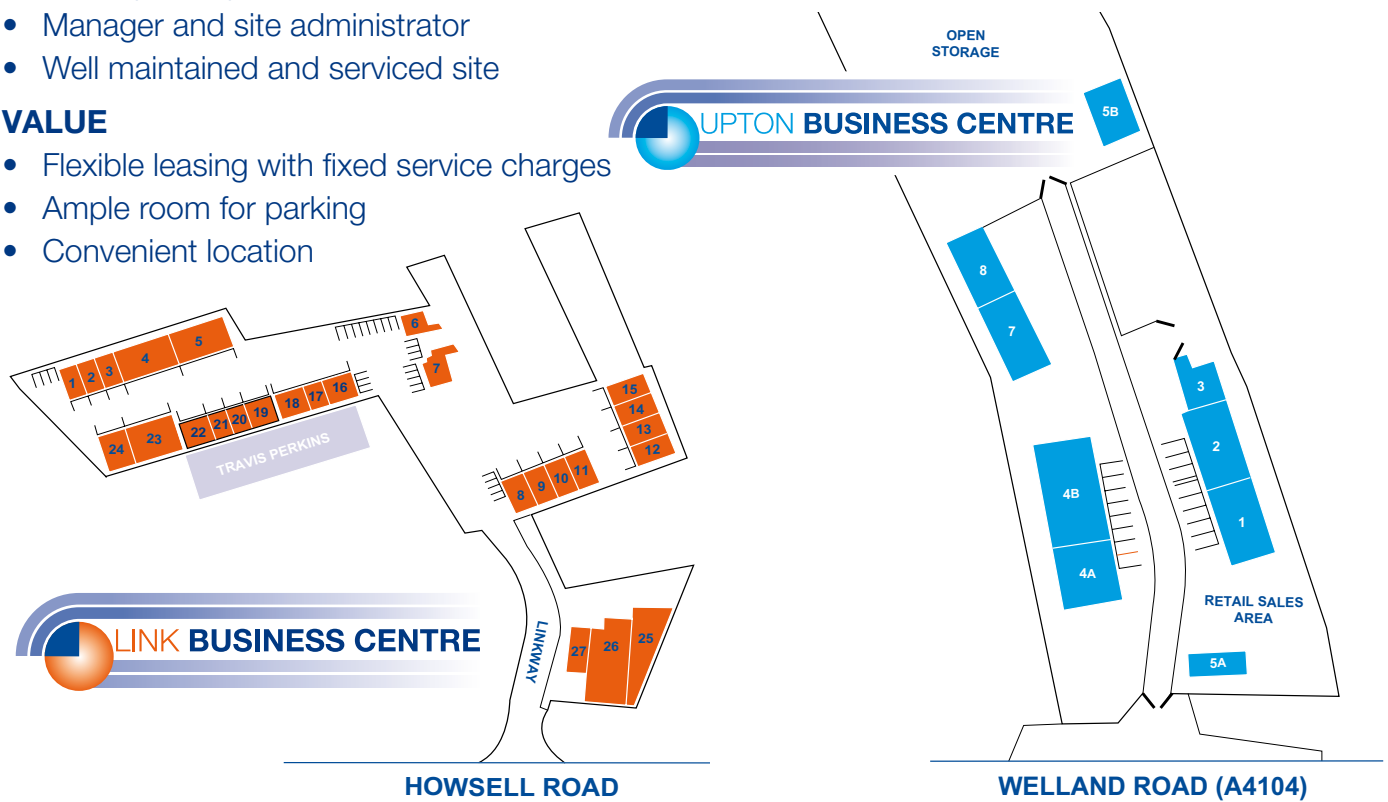 • Manager and site administrator
• Well maintained and serviced site
VALUE
• Flexible leasing with fixed service charges
• Ample room for parking
• Convenient location
UPTON BUSINESS CENTRE
OPEN
STORAGE
5B
8
7
3
2
1
4B
4A
RETAIL SALES
AREA
5A
WELLAND ROAD (A4104)
1
2
3
4
5
6
7
24
23
22
21
20
19
18
17
16
TRAVIS PERKINS
15
14
13
12
8
9
10
11
LINK BUSINESS CENTRE
LINKWAY
27
26
25
HOWSELL ROAD